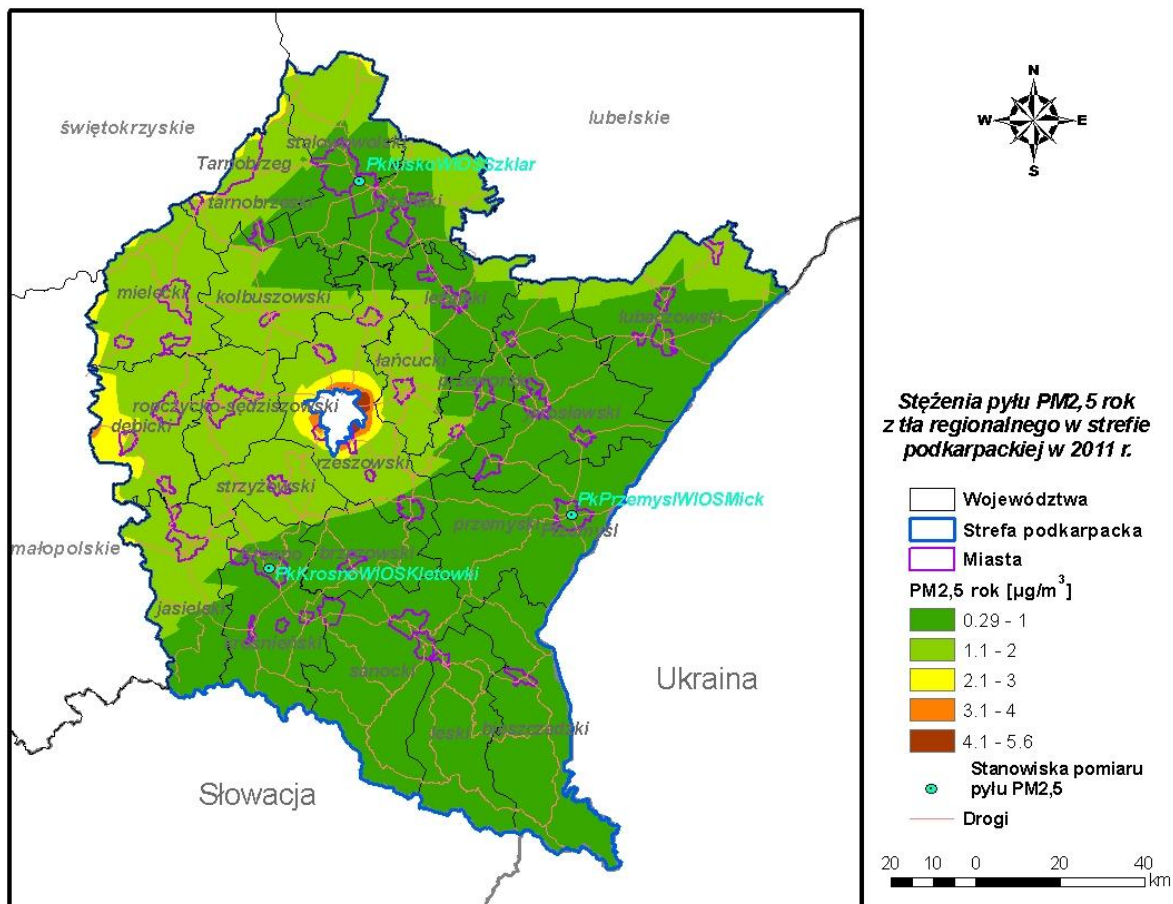 świętokrzyskie
lubelskie
stalowowolski
Tarnobrzeg
PkNiskoWIOSSzklar
tarnobrzeski
mielecki
kolbuszowski
leżajski
lubaczowski
łańcucki
przeworski
ropczycko-sędziszowski
jarosławski
dębicki
rzeszowski
strzyżowski
PkPrzemyslWIOSMick
przemyski
Przemyśl
małopolskie
Krosno
brzozowski
PkKrosnoWIOSKletowki
jasielski
krośnieński
sanocki
Ukraina
leski
bieszczadzki
Słowacja
N
W
E
S
Stężenia pyłu PM2,5 rok
z tła regionalnego w strefie
podkarpackiej w 2011 r.
Województwa
Strefa podkarpacka
Miasta
PM2,5 rok [µg/m³]
0.29 - 1
1.1 - 2
2.1 - 3
3.1 - 4
4.1 - 5.6
Stanowiska pomiaru
pyłu PM2,5
Drogi
20 10 0 20 40
km